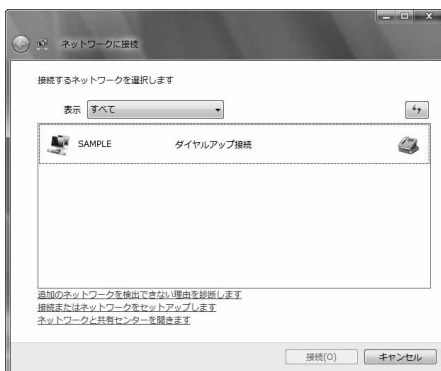 ネットワークに接続
接続するネットワークを選択します
表示 すべて
SAMPLE ダイヤルアップ接続
追加のネットワークを検出できない理由を診断します
接続またはネットワークをセットアップします
ネットワークと共有センターを開きます
接続(O) キャンセル